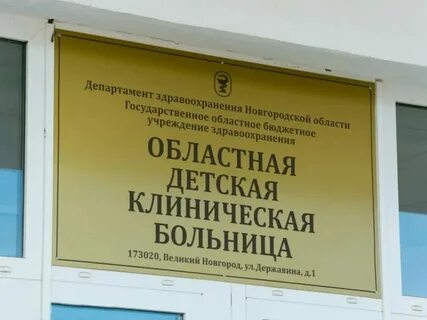 Департамент здравоохранения Новгородской области
Государственное областное бюджетное
учреждение здравоохранения
ОБЛАСТНАЯ
ДЕТСКАЯ
КЛИНИЧЕСКАЯ
БОЛЬНИЦА
173020, Великий Новгород, ул.Державина, д.1